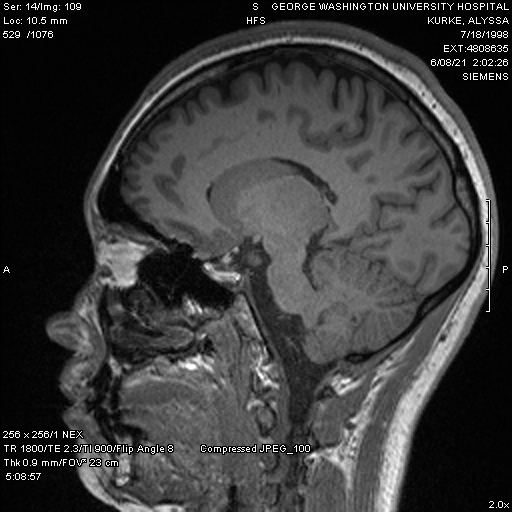 Ser: 14/Img: 109
Loc: 10.5 mm
529 /1076
S GEORGE WASHINGTON UNIVERSITY HOSPITAL
HFS KURKE, ALYSSA
7/18/1998
EXT:4808635
6/08/21 2:02:26
SIEMENS
A
P
256 x 256/1 NEX
TR 1800/TE 2.3/TI 900/Flip Angle 8 Compressed JPEG_100
Thk 0.9 mm/FOV* 23 cm
5:08:57
2.0x